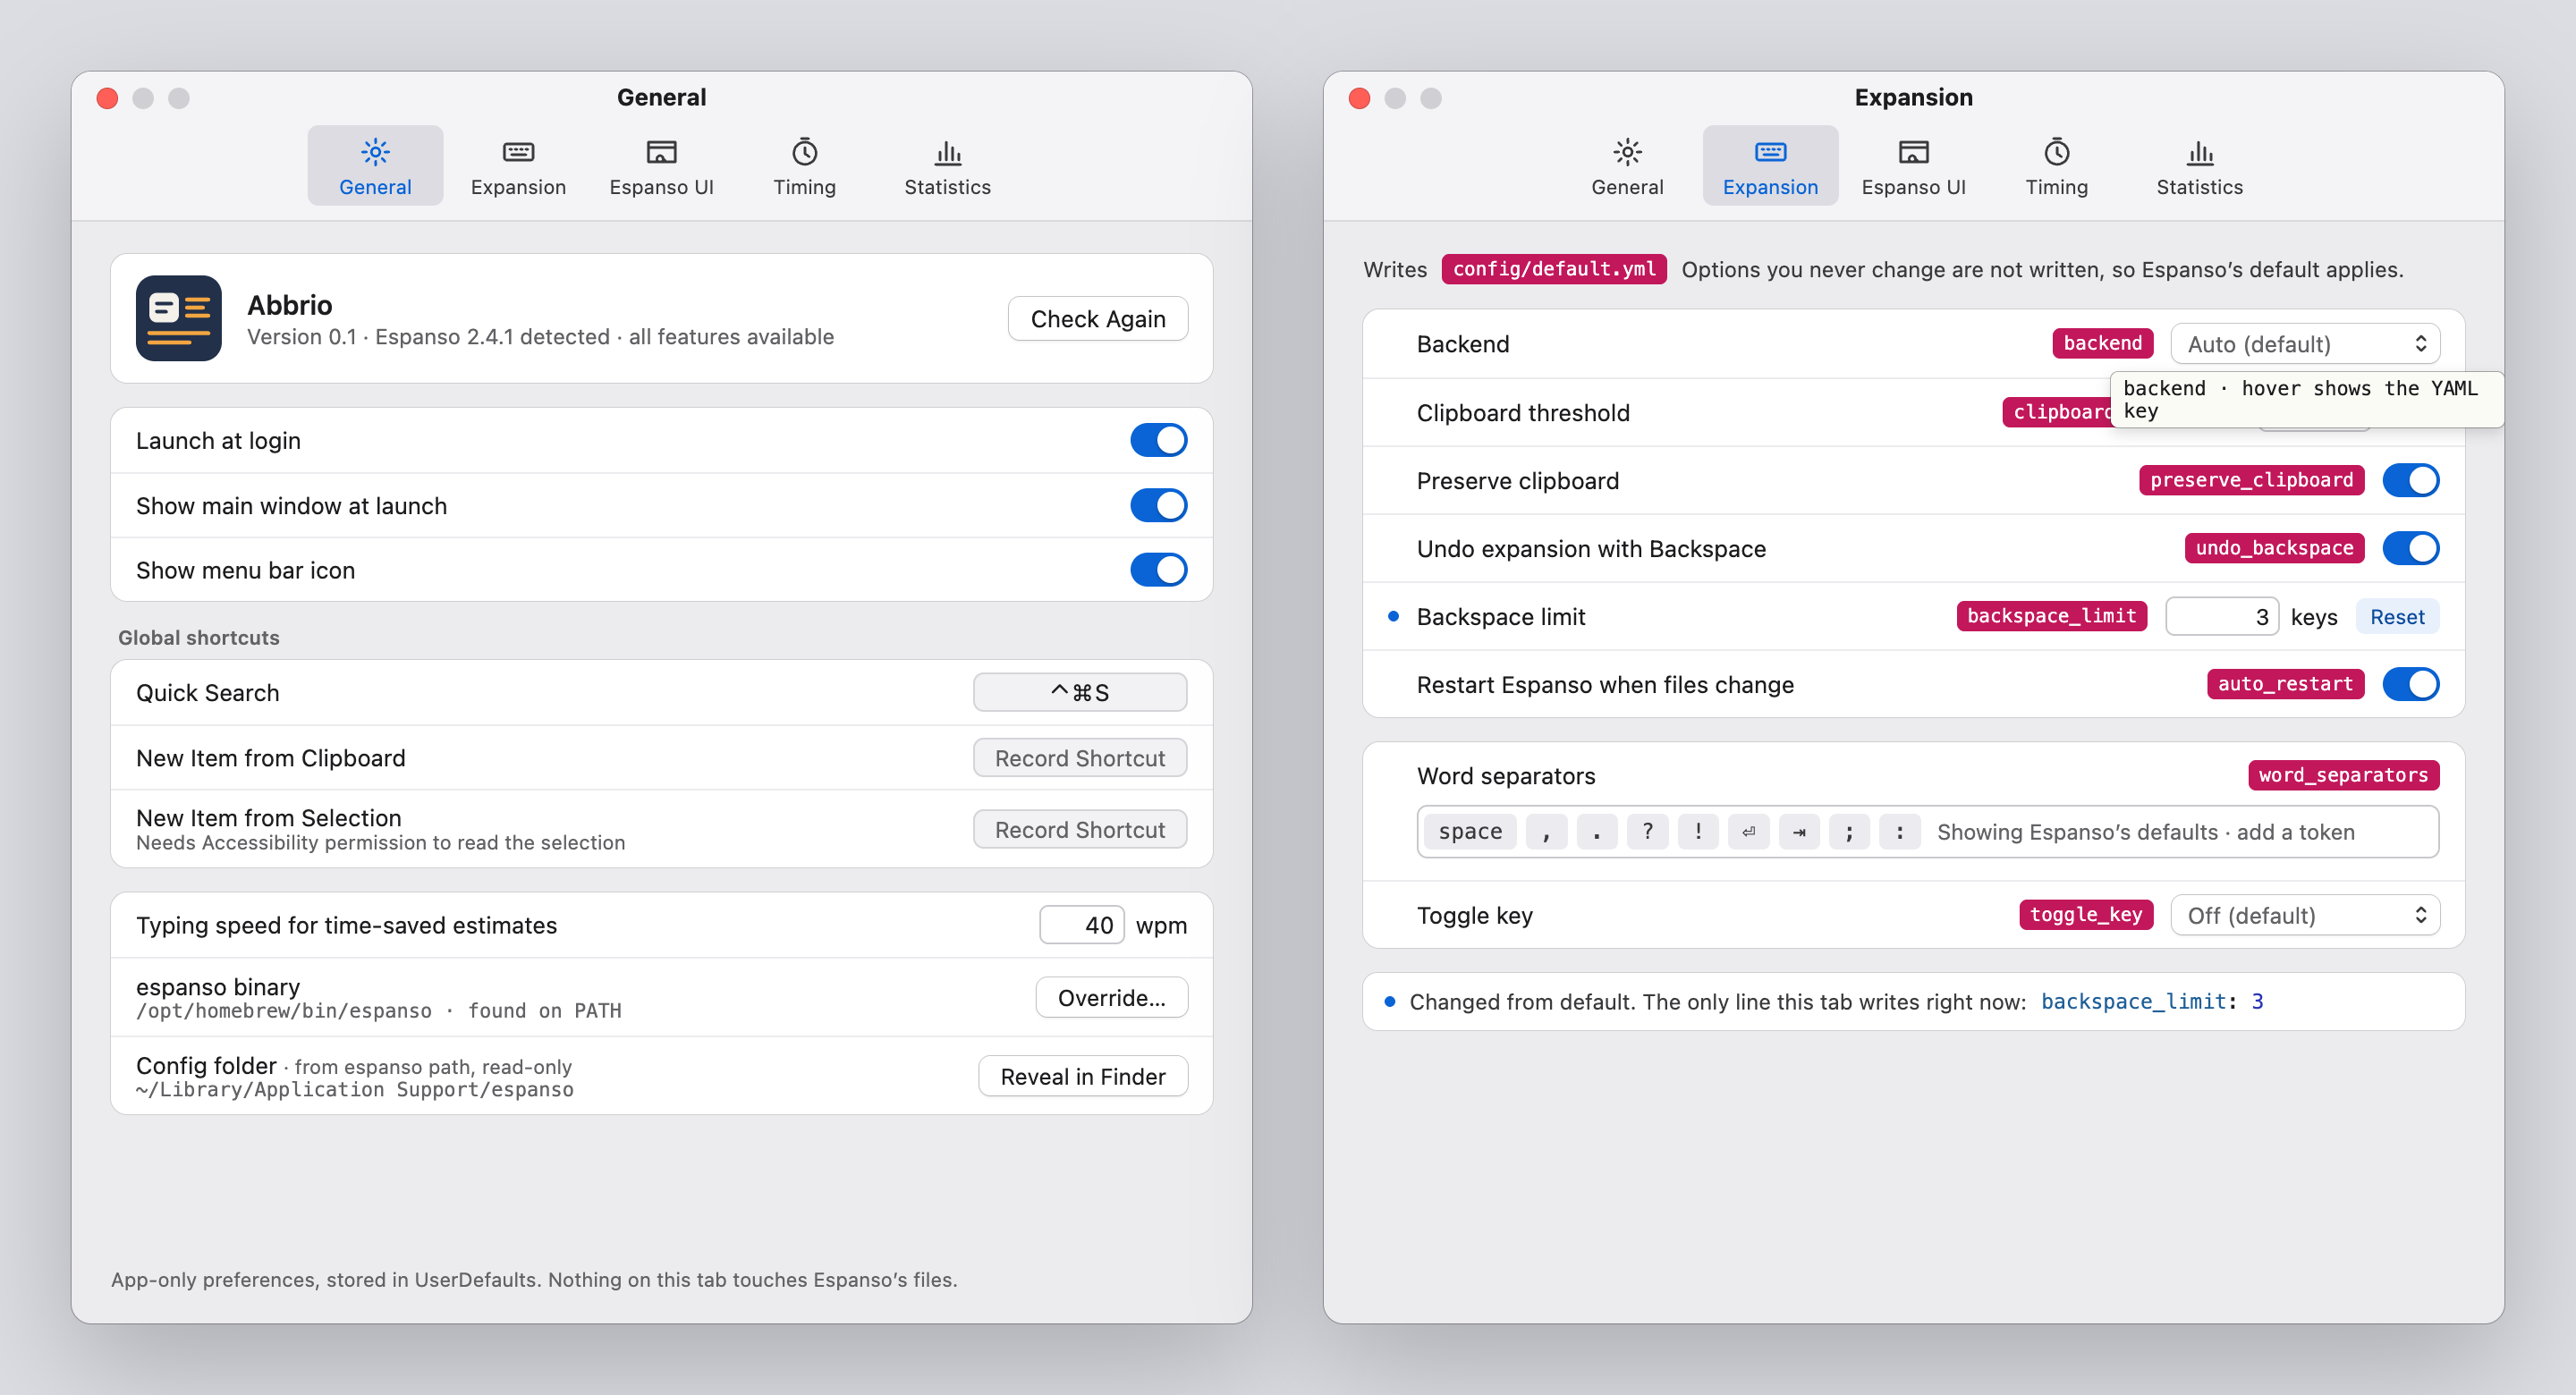 General
General Expansion Espanso UI Timing Statistics
Abbrio
Version 0.1 · Espanso 2.4.1 detected · all features available
Check Again
Launch at login
Show main window at launch
Show menu bar icon
Global shortcuts
Quick Search ⌃⌘S
New Item from Clipboard Record Shortcut
New Item from Selection
Needs Accessibility permission to read the selection
Record Shortcut
Typing speed for time-saved estimates 40 wpm
espanso binary
/opt/homebrew/bin/espanso · found on PATH
Override…
Config folder · from espanso path, read-only
~/Library/Application Support/espanso
Reveal in Finder
App-only preferences, stored in UserDefaults. Nothing on this tab touches Espanso’s files.
Expansion
General Expansion Espanso UI Timing Statistics
Writes config/default.yml Options you never change are not written, so Espanso’s default applies.
Backend backend Auto (default)
backend · hover shows the YAML
key
Clipboard threshold
Preserve clipboard preserve_clipboard
Undo expansion with Backspace undo_backspace
Backspace limit backspace_limit 3 keys Reset
Restart Espanso when files change auto_restart
Word separators word_separators
space , . ? ! ⏎ ⇥ ; : Showing Espanso’s defaults · add a token
Toggle key toggle_key Off (default)
Changed from default. The only line this tab writes right now: backspace_limit: 3